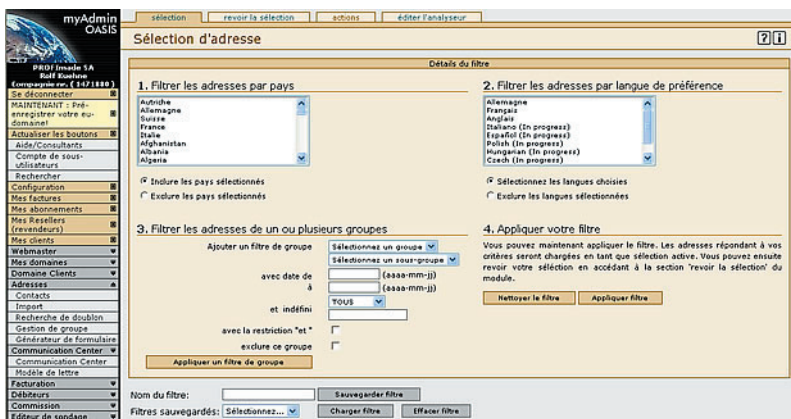 myAdmin
OASIS
PROFImade SA
Rolf Kuehne
Compagnie nr. ( 1471880 )
Se déconnecter
MAINTENANT : Pré-
enregistrer votre eu-
domaine!
Actualiser les boutons
Aide/Consultants
Compte de sous-
utilisateurs
Rechercher
Configuration
Mes factures
Mes abonnements
Mes Resellers
(revendeurs)
Mes clients
Webmaster
Mes domaines
Domaine Clients
Adresses
Contacts
Import
Recherche de doublon
Gestion de groupe
Générateur de formulaire
Communication Center
Communication Center
Modèle de lettre
Facturation
Débiteurs
Commission
Editeur de sondage
sélection
revoir la sélection
actions
éditer l'analyseur
Sélection d'adresse
? i
Détails du filtre
1. Filtrer les adresses par pays
Autriche
Allemagne
Suisse
France
Italie
Afghanistan
Albania
Algeria
Inclure les pays sélectionnés
Exclure les pays sélectionnés
2. Filtrer les adresses par langue de préférence
Allemagne
Français
Anglais
Italiano (In progress)
Español (In progress)
Polish (In progress)
Hungarian (In progress)
Czech (In progress)
Sélectionnez les langues choisies
Exclure les langues sélectionnées
3. Filtrer les adresses de un ou plusieurs groupes
Ajouter un filtre de groupe
Sélectionnez un groupe
Sélectionnez un sous-groupe
avec date de
(aaaa-mm-jj)
à
(aaaa-mm-jj)
et indéfini
TOUS
avec la restriction "et "
exclure ce groupe
Appliquer un filtre de groupe
4. Appliquer votre filtre
Vous pouvez maintenant appliquer le filtre. Les adresses répondant à vos
critères seront chargées en tant que sélection active. Vous pouvez ensuite
revoir votre séléction en accédant à la section 'revoir la sélection' du
module.
Nettoyer le filtre
Appliquer filtre
Nom du filtre:
Sauvegarder filtre
Filtres sauvegardés:
Sélectionnez...
Charger filtre
Effacer filtre